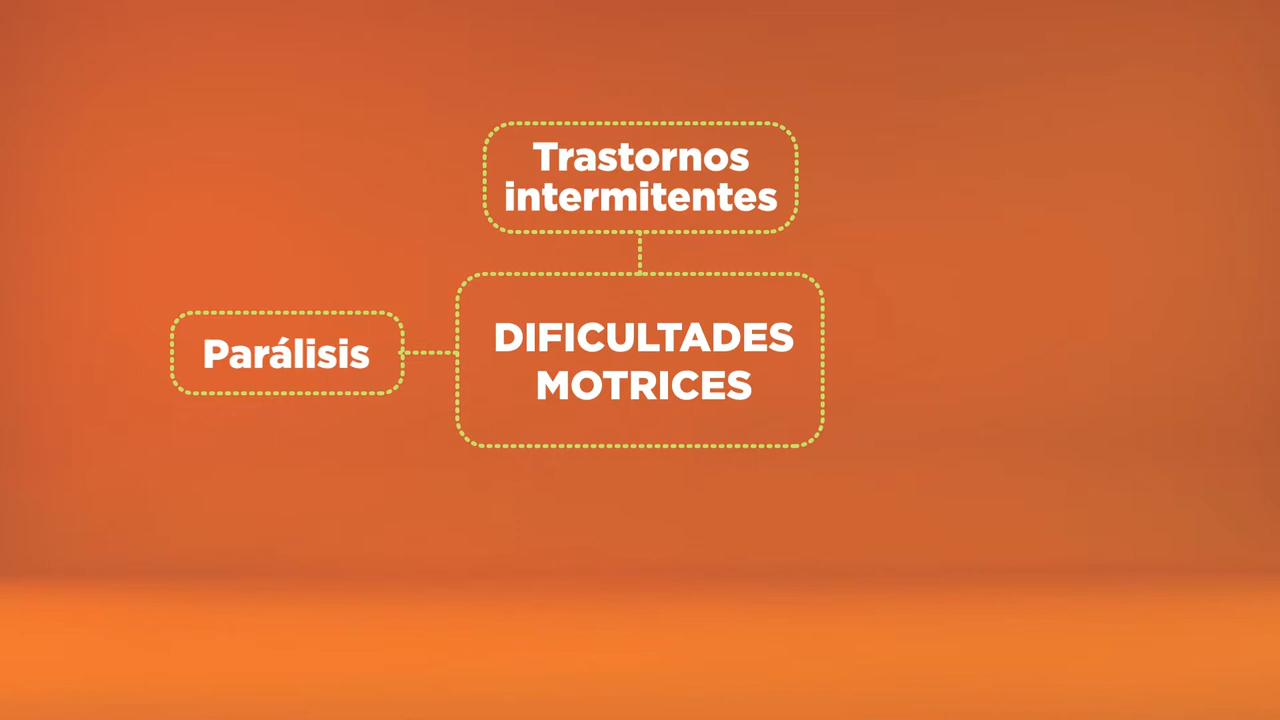 Trastornos
intermitentes
Parálisis
DIFICULTADES
MOTRICES